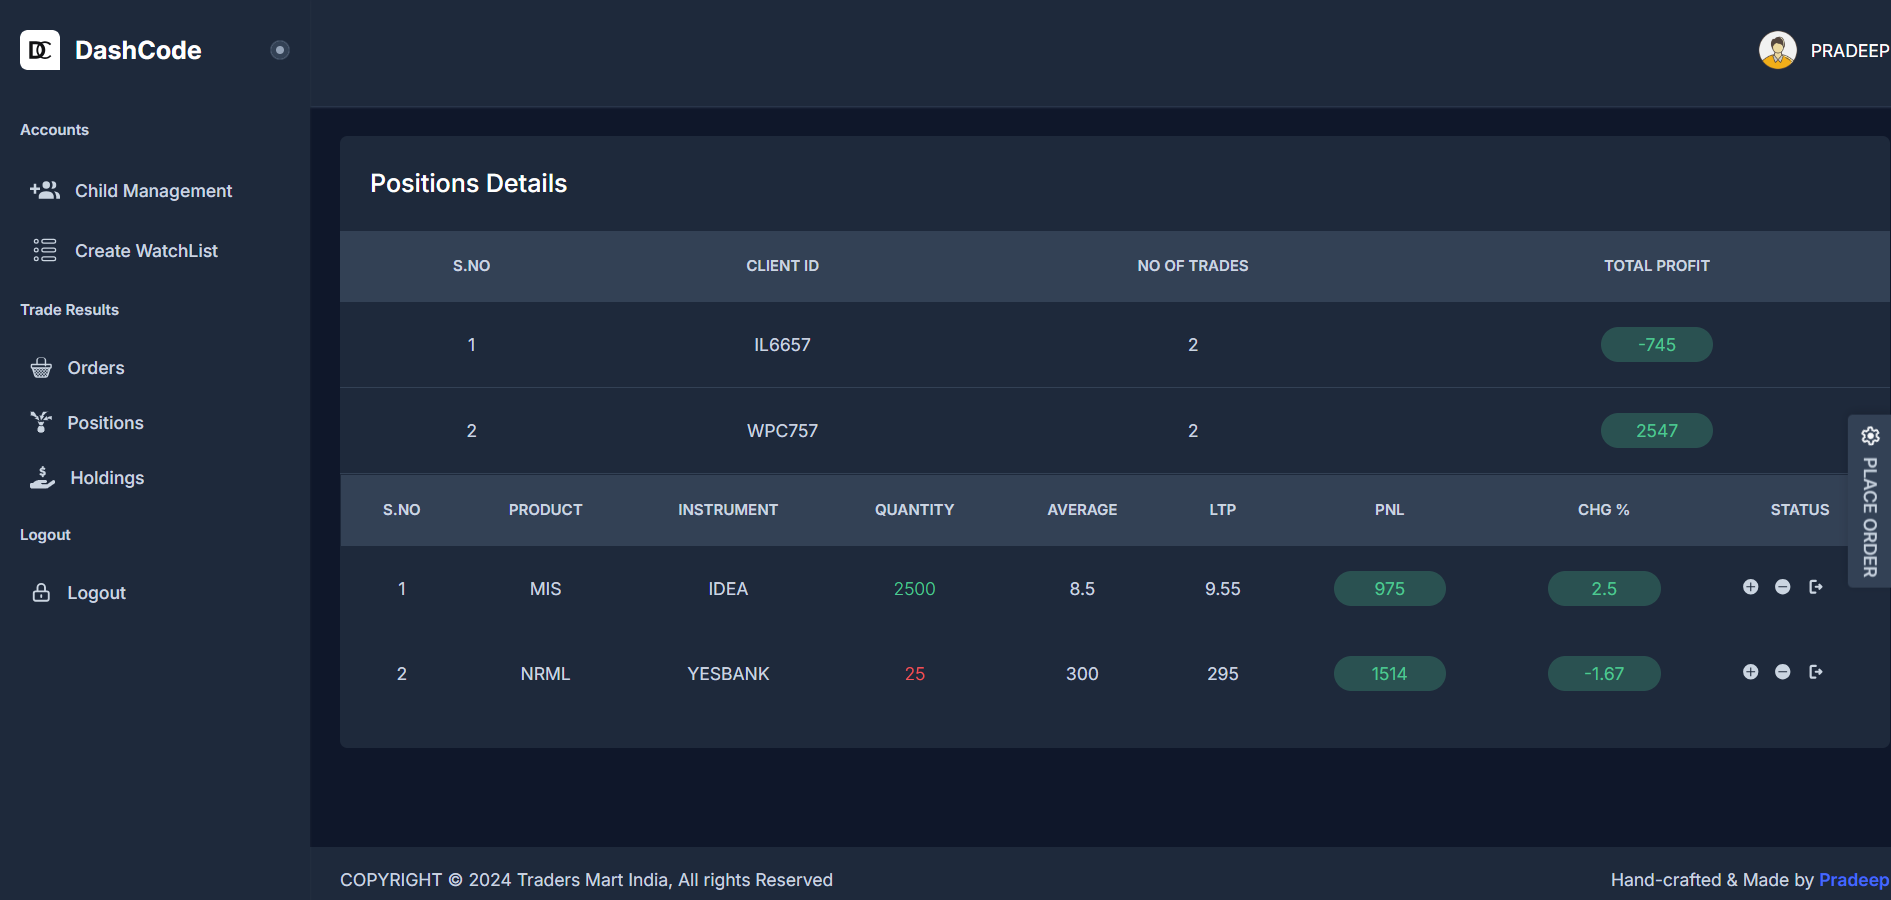 DC DashCode
PRADEEP
Accounts
Child Management
Create WatchList
Trade Results
Orders
Positions
Holdings
Logout
Logout
Positions Details
S.NO CLIENT ID NO OF TRADES TOTAL PROFIT
1 IL6657 2 -745
2 WPC757 2 2547
S.NO PRODUCT INSTRUMENT QUANTITY AVERAGE LTP PNL CHG % STATUS
1 MIS IDEA 2500 8.5 9.55 975 2.5
2 NRML YESBANK 25 300 295 1514 -1.67
PLACE ORDER
COPYRIGHT © 2024 Traders Mart India, All rights Reserved
Hand-crafted & Made by Pradeep